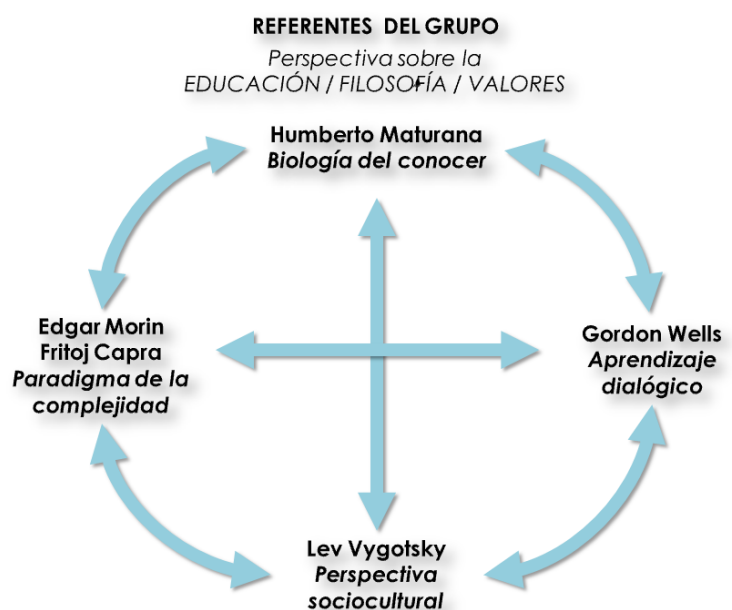 REFERENTES DEL GRUPO
Perspectiva sobre la
EDUCACIÓN / FILOSOFÍA / VALORES
Humberto Maturana
Biología del conocer
Edgar Morin
Fritoj Capra
Paradigma de la
complejidad
Gordon Wells
Aprendizaje
dialógico
Lev Vygotsky
Perspectiva
sociocultural